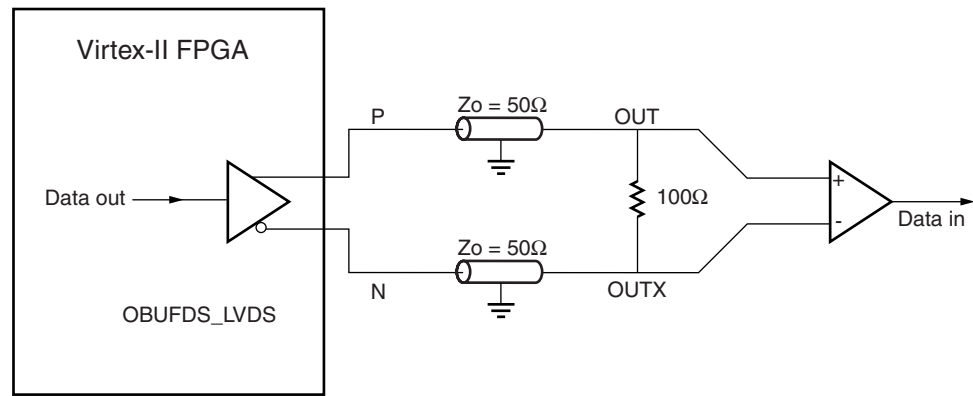 Virtex-II FPGA
P
Zo = 50Ω
OUT
Data out
100Ω
+
-
Data in
Zo = 50Ω
N
OUTX
OBUFDS_LVDS